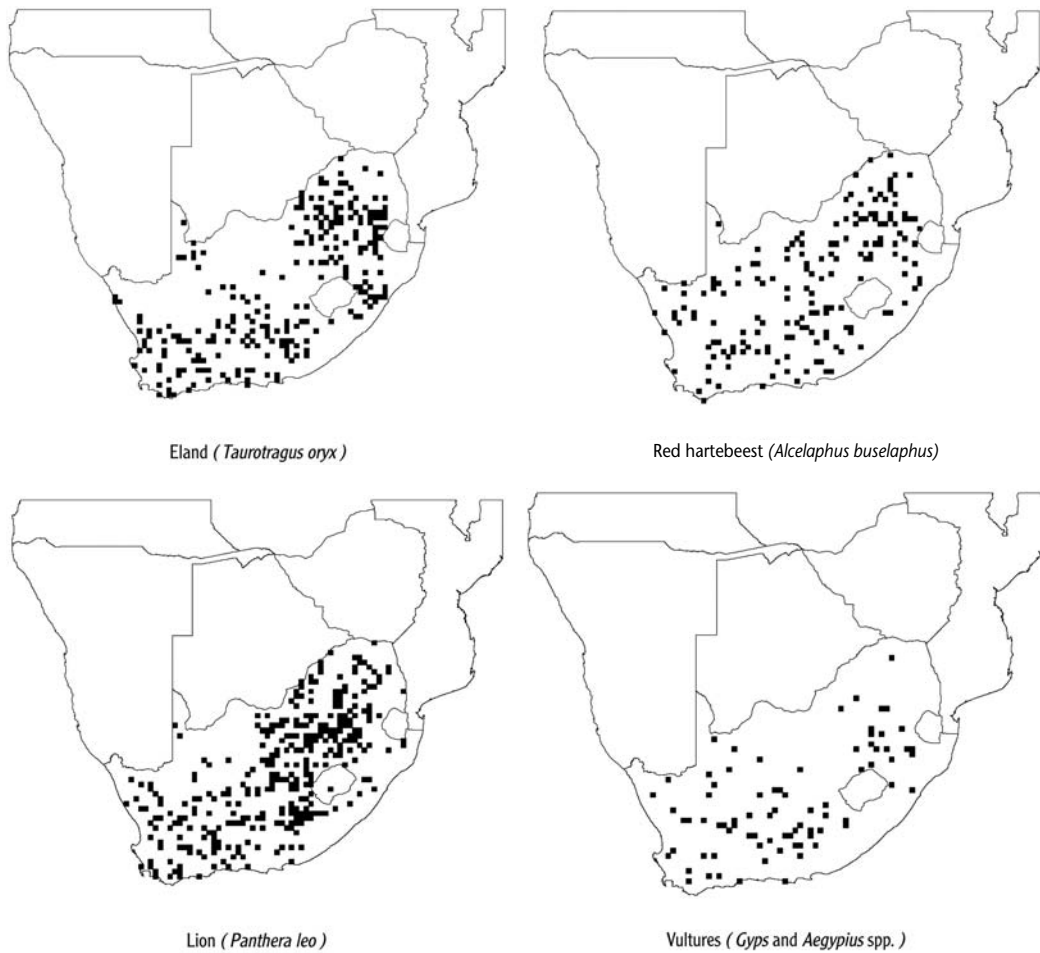 Eland ( Taurotragus oryx )
Red hartebeest (Alcelaphus buselaphus)
Lion ( Panthera leo )
Vultures ( Gyps and Aegypius spp. )